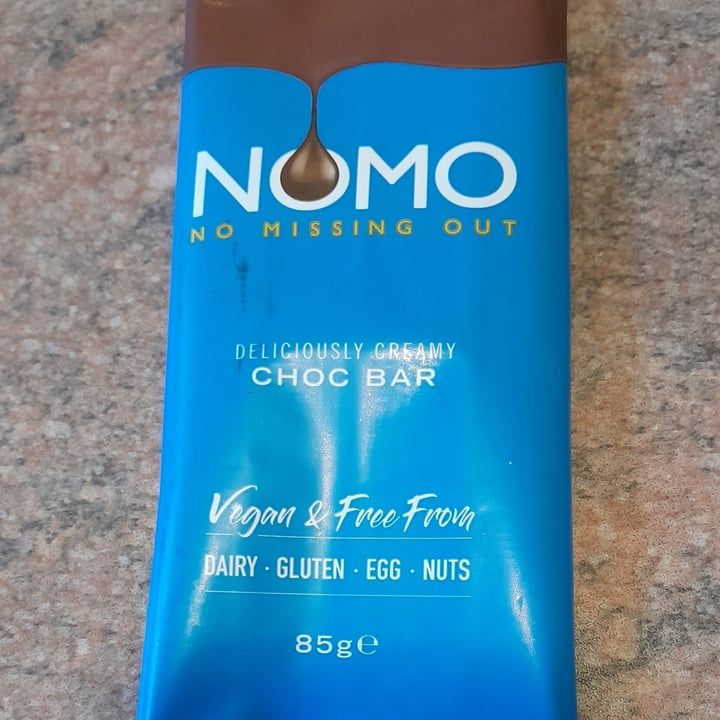 NOMO
NO MISSING OUT
DELICIOUSLY CREAMY
CHOC BAR
Vegan & Free From
DAIRY · GLUTEN · EGG · NUTS
85g℮